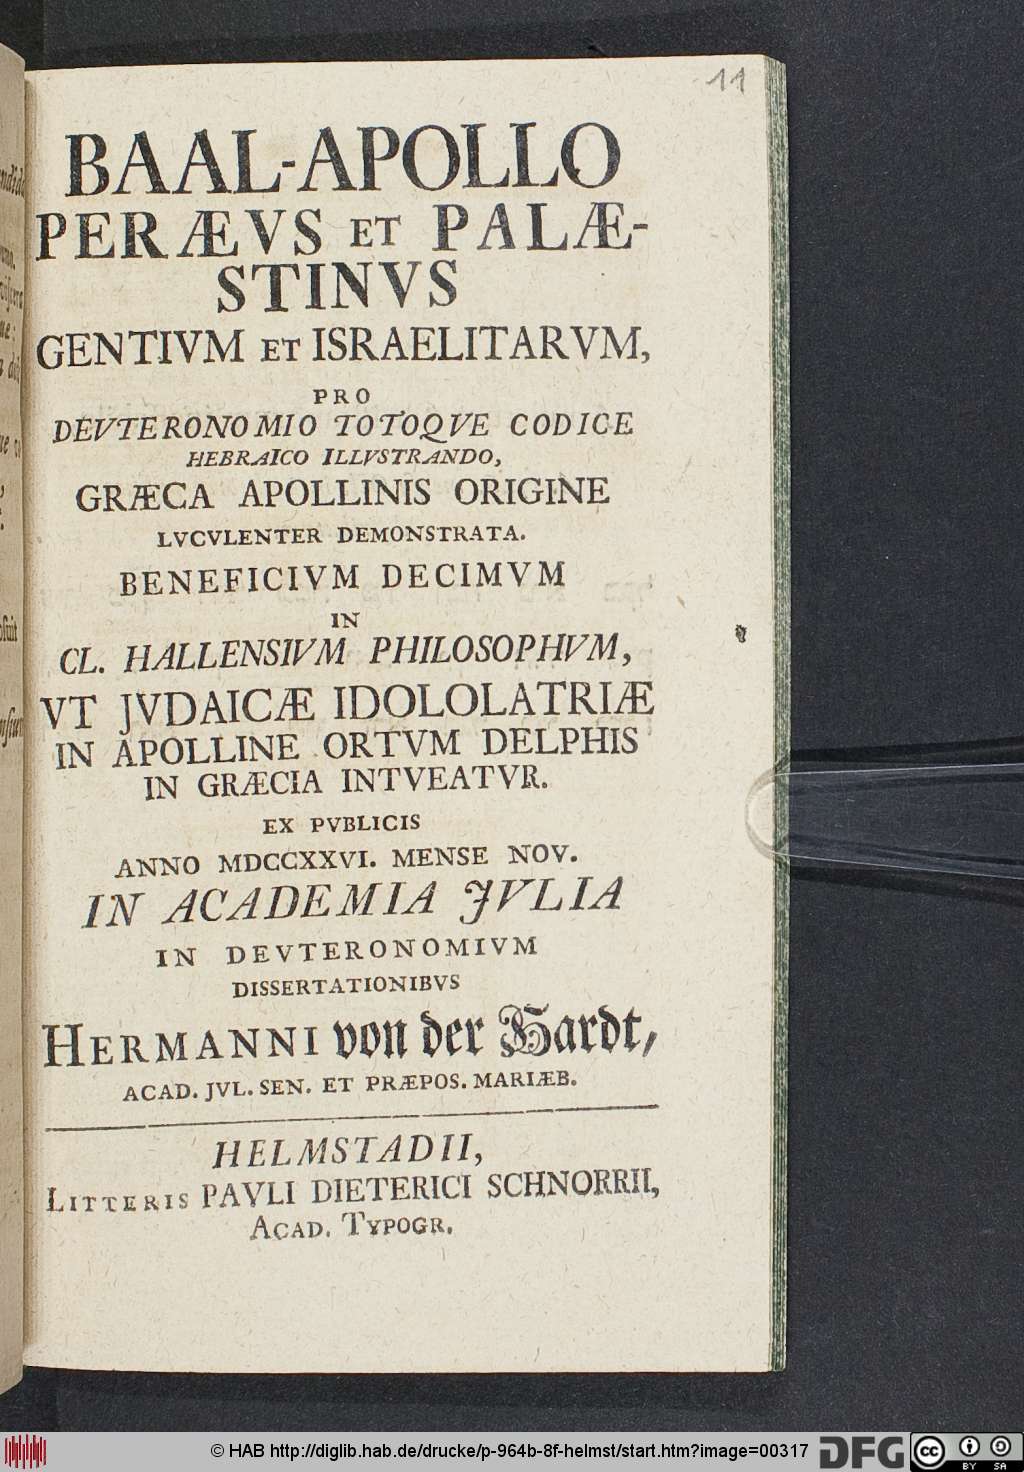 11
BAAL-APOLLO
PERÆVS ET PALÆ-
STINVS
GENTIVM ET ISRAELITARVM,
PRO
DEVTERONOMIO TOTOQVE CODICE
HEBRAICO ILLVSTRANDO,
GRÆCA APOLLINIS ORIGINE
LVCVLENTER DEMONSTRATA.
BENEFICIVM DECIMVM
IN
CL. HALLENSIVM PHILOSOPHVM,
VT JVDAICÆ IDOLOLATRIÆ
IN APOLLINE ORTVM DELPHIS
IN GRÆCIA INTVEATVR.
EX PVBLICIS
ANNO MDCCXXVI. MENSE NOV.
IN ACADEMIA JVLIA
IN DEVTERONOMIVM
DISSERTATIONIBVS
HERMANNI von der Hardt,
ACAD. JVL. SEN. ET PRÆPOS. MARIÆB.
HELMSTADII,
LITTERIS PAVLI DIETERICI SCHNORRII,
ACAD. TYPOGR.
© HAB http://diglib.hab.de/drucke/p-964b-8f-helmst/start.htm?image=00317
DFG
cc BY SA